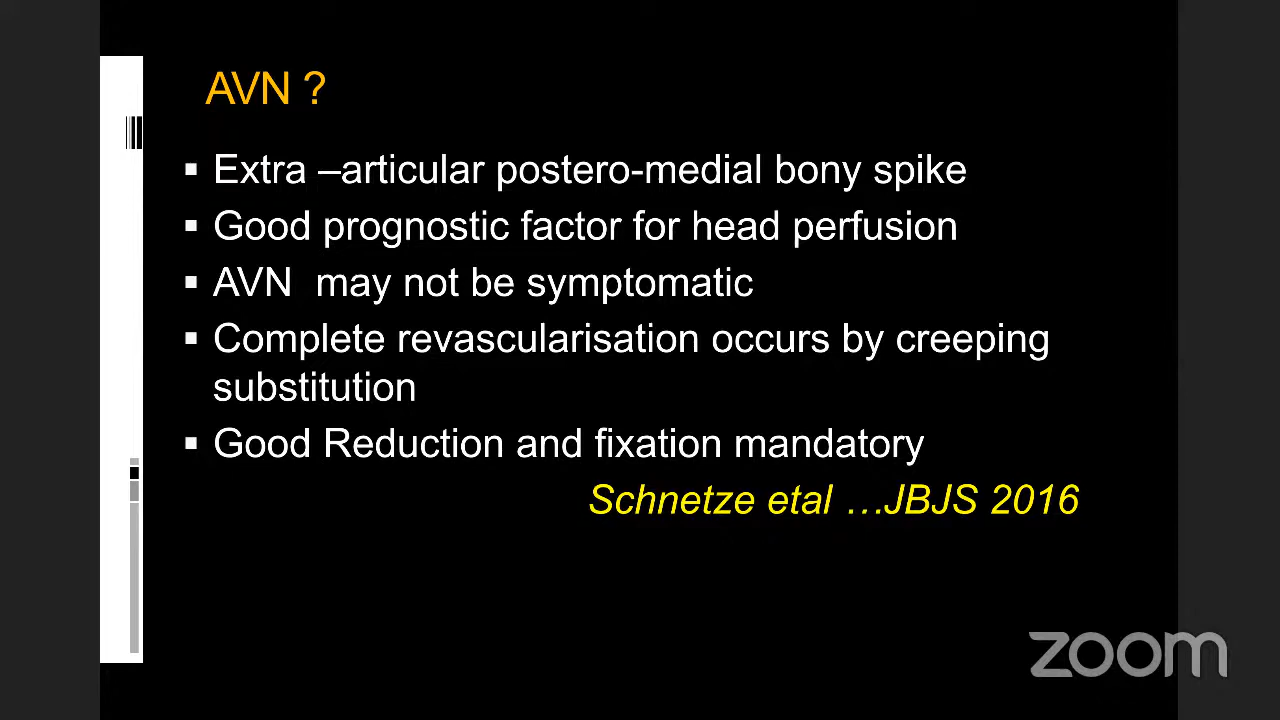 AVN ?
▪ Extra –articular postero-medial bony spike
▪ Good prognostic factor for head perfusion
▪ AVN  may not be symptomatic
▪ Complete revascularisation occurs by creeping
substitution
▪ Good Reduction and fixation mandatory
Schnetze etal …JBJS 2016
zoom